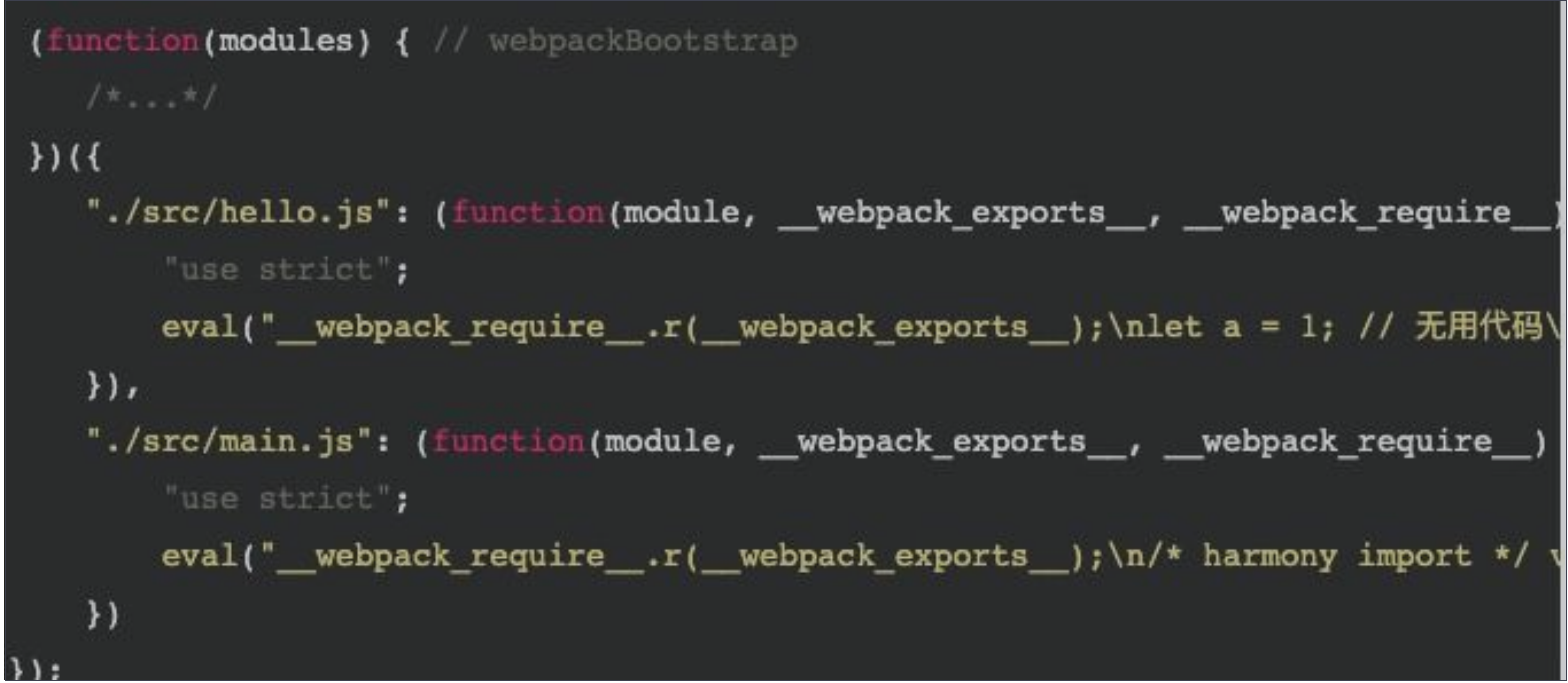 (function(modules) { // webpackBootstrap
/*...*/
})({
"./src/hello.js": (function(module, __webpack_exports__, __webpack_require__)
"use strict";
eval("__webpack_require__.r(__webpack_exports__);\nlet a = 1; // 无用代码\
}),
"./src/main.js": (function(module, __webpack_exports__, __webpack_require__)
"use strict";
eval("__webpack_require__.r(__webpack_exports__);\n/* harmony import */
})
});